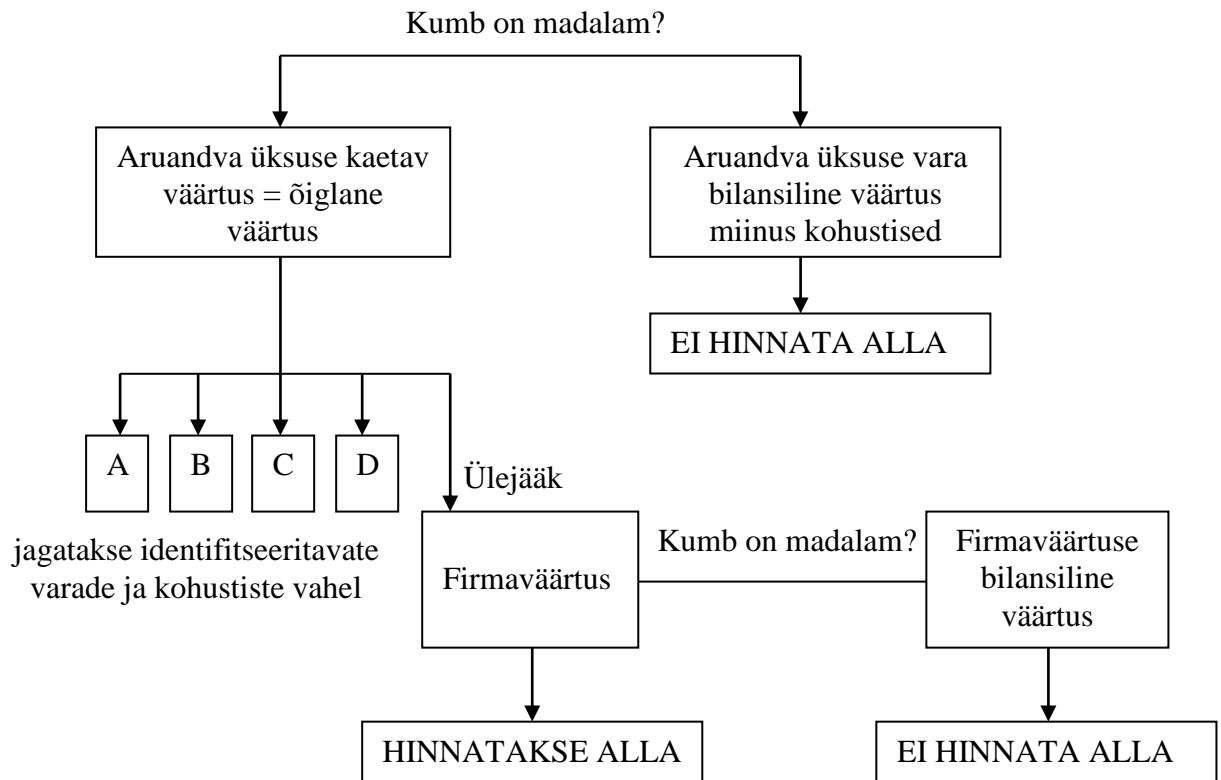 Kumb on madalam?
Aruandva üksuse kaetav
väärtus = õiglane
väärtus
Aruandva üksuse vara
bilansiline väärtus
miinus kohustised
EI HINNATA ALLA
A
B
C
D
Ülejääk
jagatakse identifitseeritavate
varade ja kohustiste vahel
Firmaväärtus
Kumb on madalam?
Firmaväärtuse
bilansiline
väärtus
HINNATAKSE ALLA
EI HINNATA ALLA